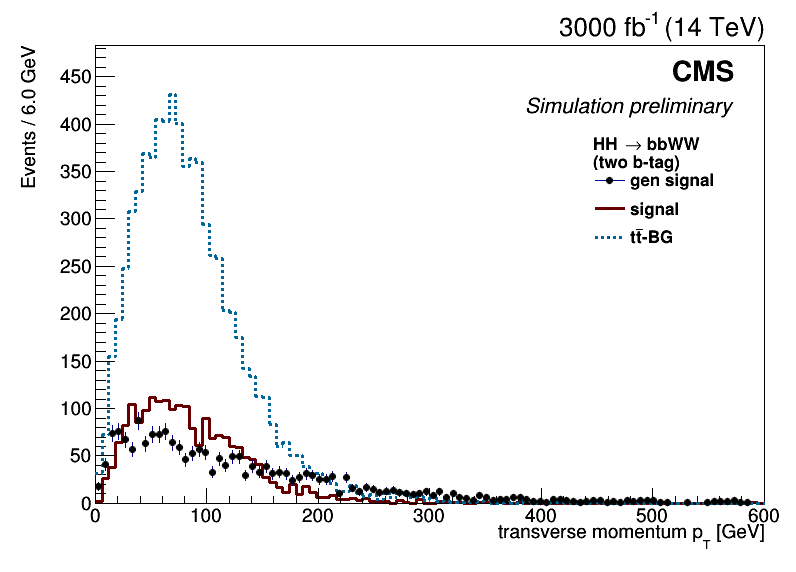 3000 fb⁻¹ (14 TeV)
CMS
Simulation preliminary
HH → bbWW
(two b-tag)
gen signal
signal
tt̄-BG
Events / 6.0 GeV
450
400
350
300
250
200
150
100
50
0
0 100 200 300 400 500 600
transverse momentum p_T [GeV]